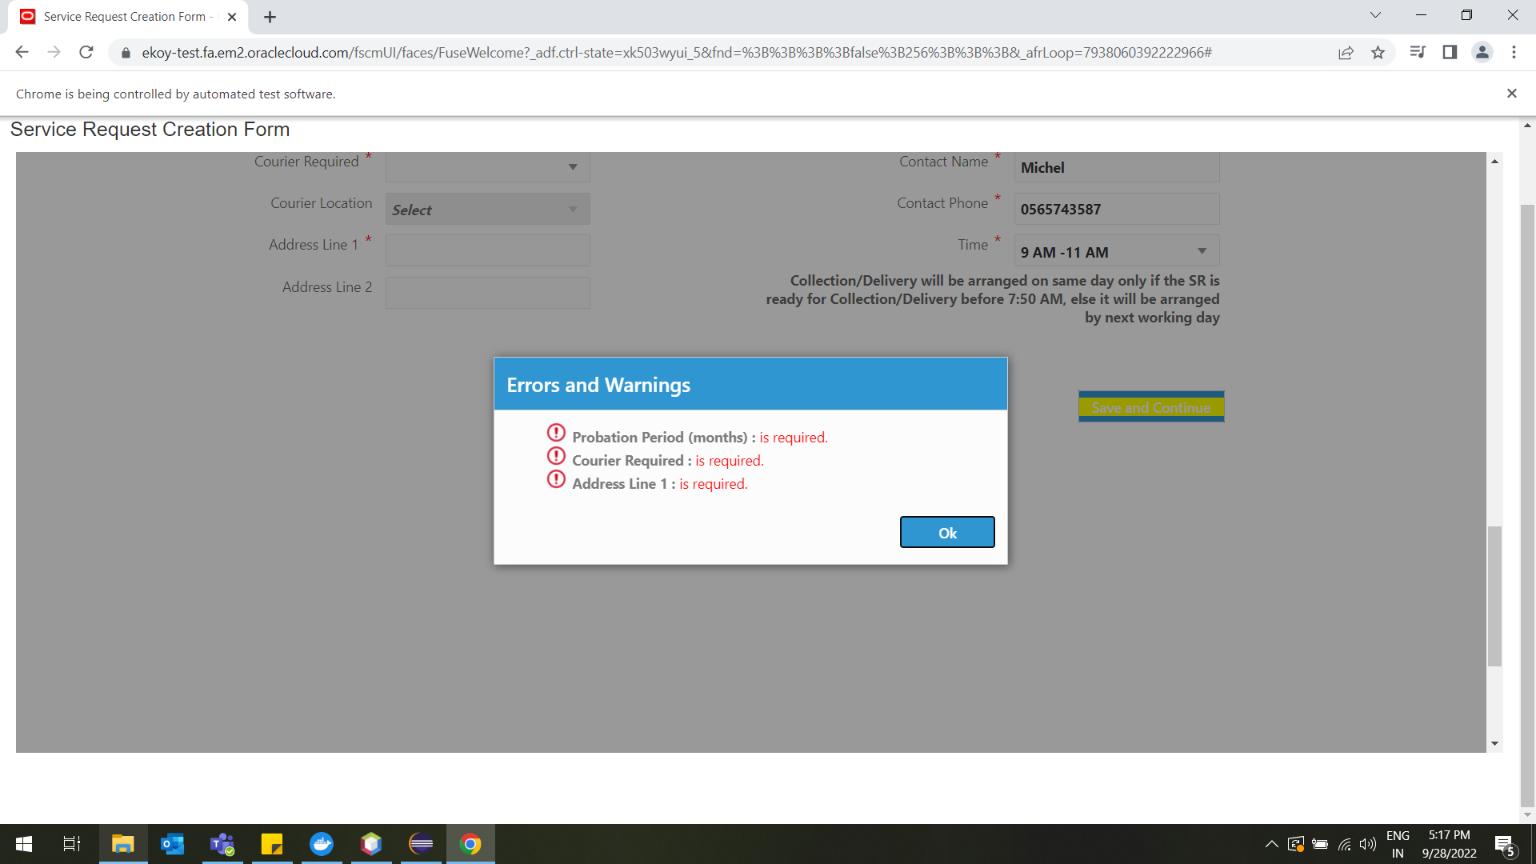 Service Request Creation Form -
ekoy-test.fa.em2.oraclecloud.com/fscmUI/faces/FuseWelcome?_adf.ctrl-state=xk503wyui_5&fnd=%3B%3B%3B%3Bfalse%3B256%3B%3B%3B&_afrLoop=7938060392222966#
Chrome is being controlled by automated test software.
Service Request Creation Form
Courier Required *
Contact Name * Michel
Courier Location Select
Contact Phone * 0565743587
Address Line 1 *
Time * 9 AM -11 AM
Address Line 2
Collection/Delivery will be arranged on same day only if the SR is
ready for Collection/Delivery before 7:50 AM, else it will be arranged
by next working day
Errors and Warnings
Save and Continue
Probation Period (months) : is required.
Courier Required : is required.
Address Line 1 : is required.
Ok
ENG
IN
5:17 PM
9/28/2022
5